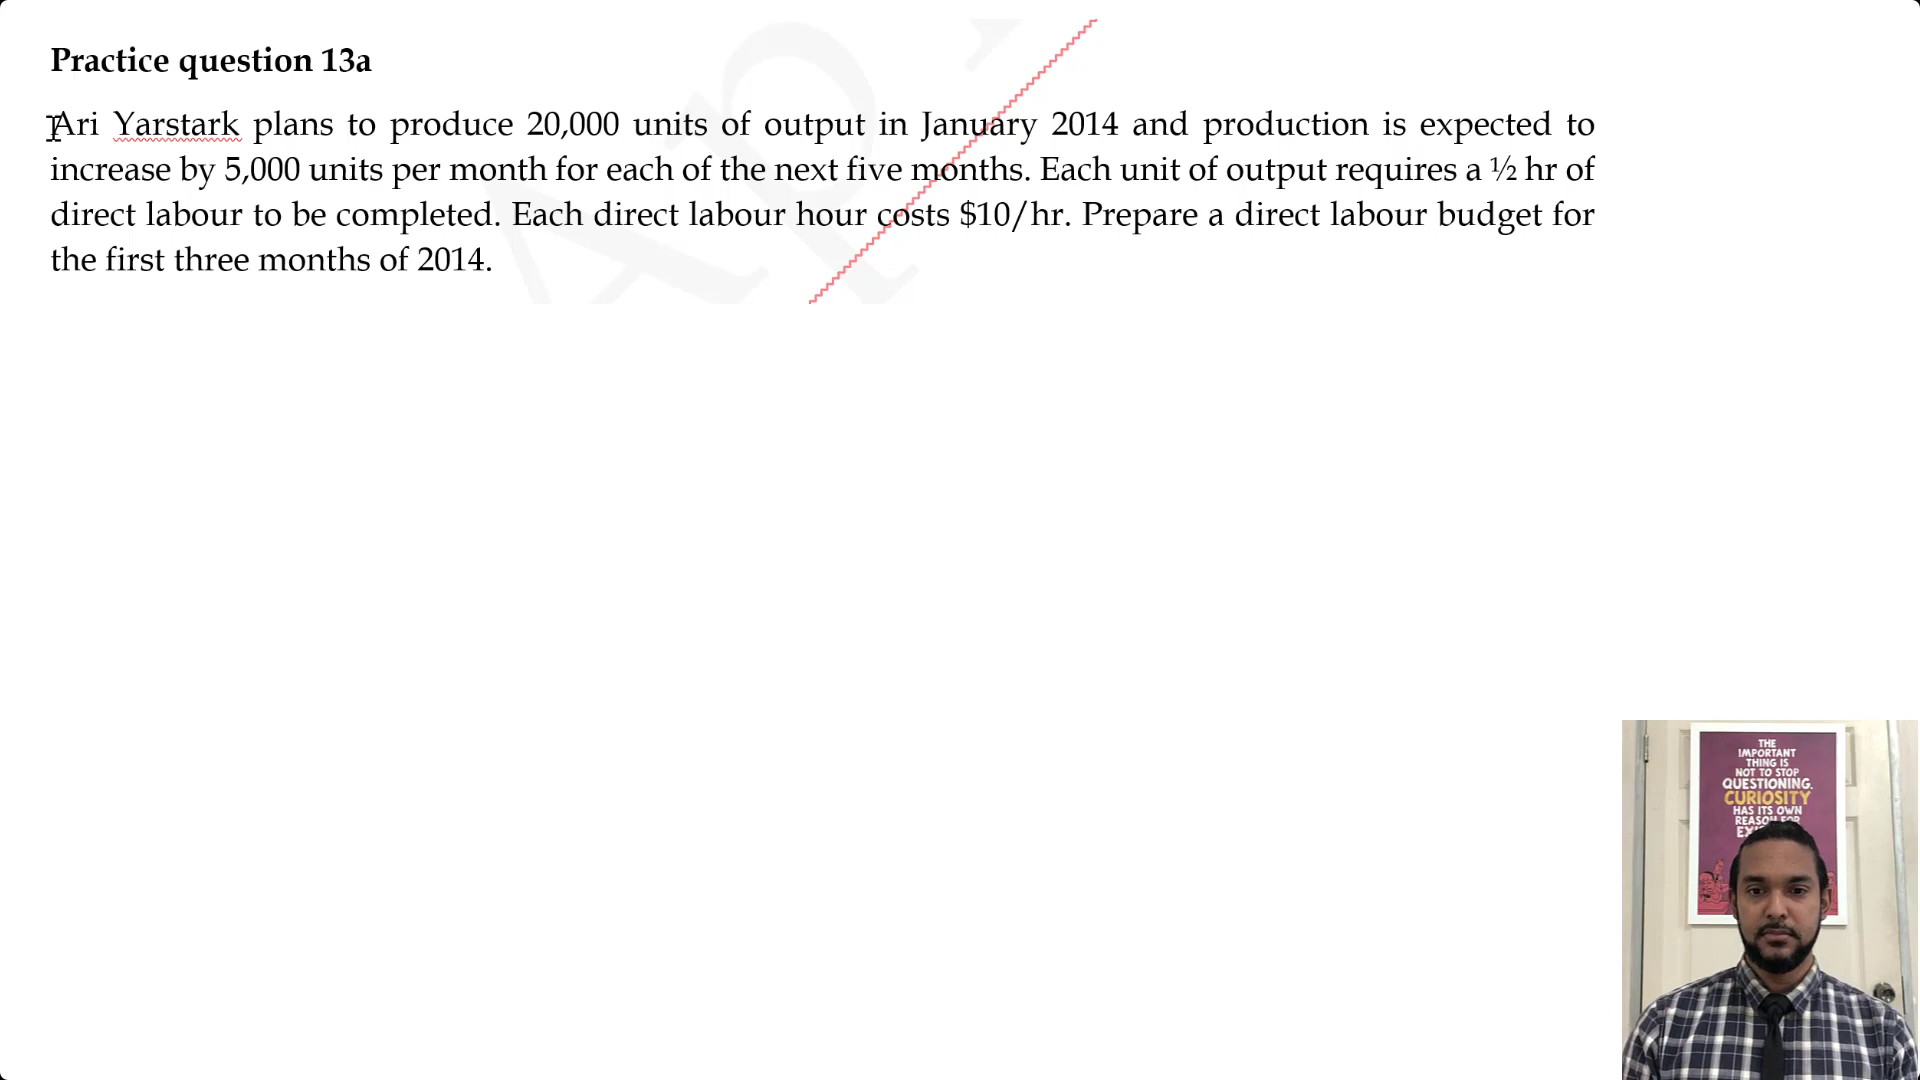 Practice question 13a
Ari Yarstark plans to produce 20,000 units of output in January 2014 and production is expected to
increase by 5,000 units per month for each of the next five months. Each unit of output requires a ½ hr of
direct labour to be completed. Each direct labour hour costs $10/hr. Prepare a direct labour budget for
the first three months of 2014.
THE
IMPORTANT
THING IS
NOT TO STOP
QUESTIONING.
CURIOSITY
HAS ITS OWN
REASON FOR